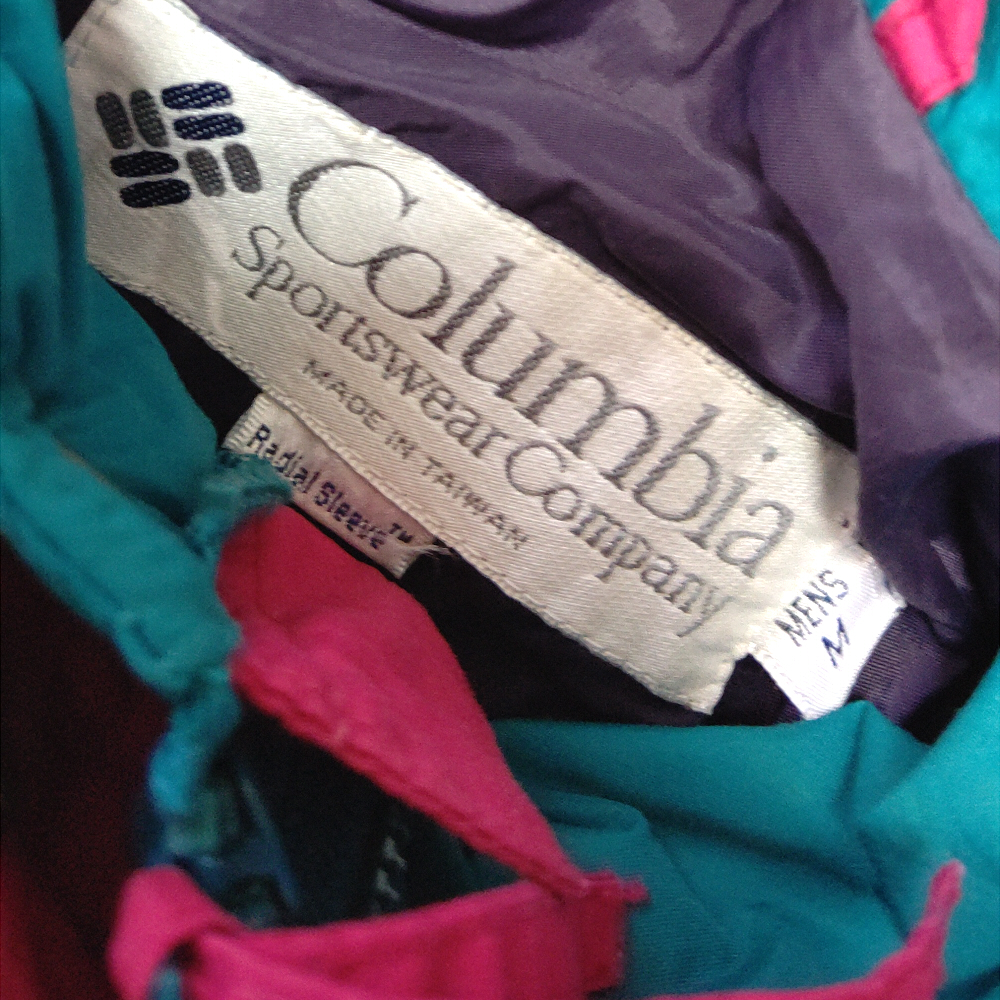 Columbia
Sportswear Company
MADE IN TAIWAN
Radial Sleeve™
MENS
M